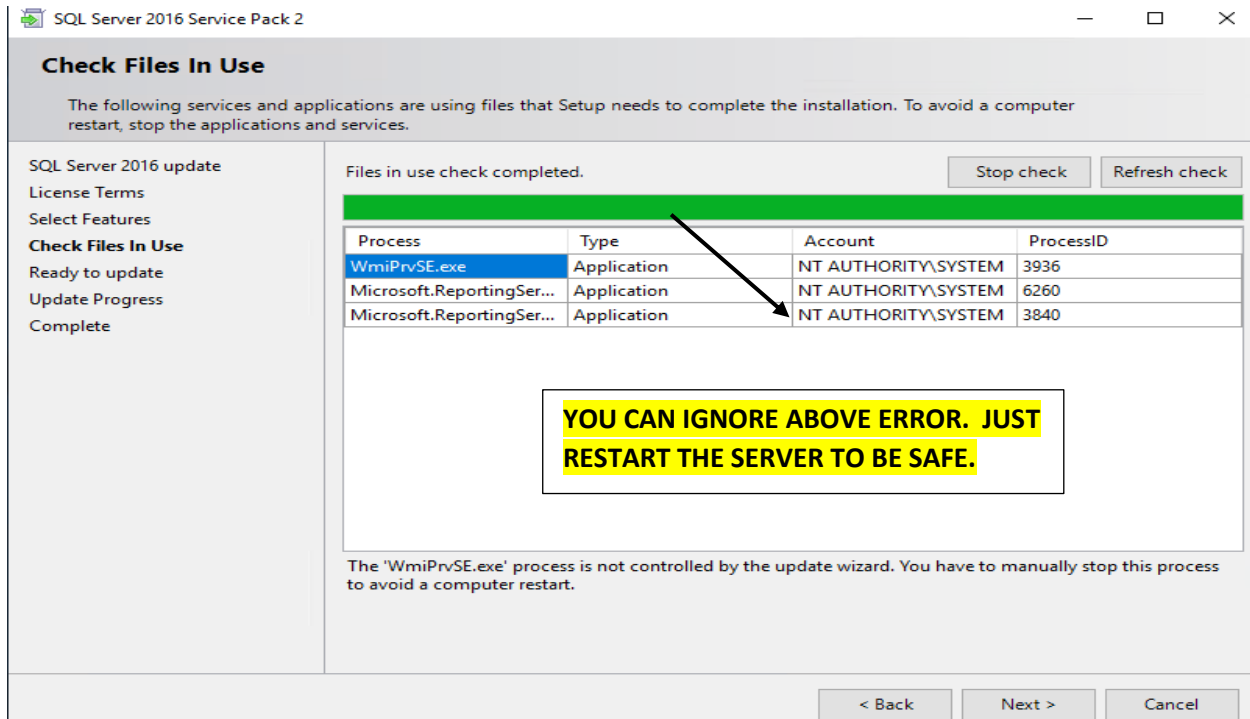 SQL Server 2016 Service Pack 2
Check Files In Use
The following services and applications are using files that Setup needs to complete the installation. To avoid a computer
restart, stop the applications and services.
SQL Server 2016 update
License Terms
Select Features
Check Files In Use
Ready to update
Update Progress
Complete
Files in use check completed.
Stop check
Refresh check
Process Type Account ProcessID
WmiPrvSE.exe Application NT AUTHORITY\SYSTEM 3936
Microsoft.ReportingSer... Application NT AUTHORITY\SYSTEM 6260
Microsoft.ReportingSer... Application NT AUTHORITY\SYSTEM 3840
YOU CAN IGNORE ABOVE ERROR. JUST
RESTART THE SERVER TO BE SAFE.
The 'WmiPrvSE.exe' process is not controlled by the update wizard. You have to manually stop this process
to avoid a computer restart.
< Back
Next >
Cancel